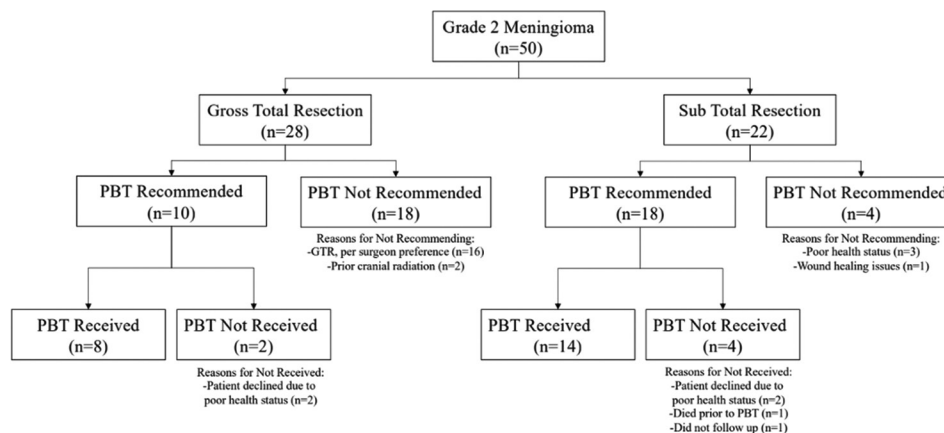 Grade 2 Meningioma
(n=50)
Gross Total Resection
(n=28)
Sub Total Resection
(n=22)
PBT Recommended
(n=10)
PBT Not Recommended
(n=18)
Reasons for Not Recommending:
-GTR, per surgeon preference (n=16)
-Prior cranial radiation (n=2)
PBT Recommended
(n=18)
PBT Not Recommended
(n=4)
Reasons for Not Recommending:
-Poor health status (n=3)
-Wound healing issues (n=1)
PBT Received
(n=8)
PBT Not Received
(n=2)
Reasons for Not Received:
-Patient declined due to
poor health status (n=2)
PBT Received
(n=14)
PBT Not Received
(n=4)
Reasons for Not Received:
-Patient declined due to
poor health status (n=2)
-Died prior to PBT (n=1)
-Did not follow up (n=1)